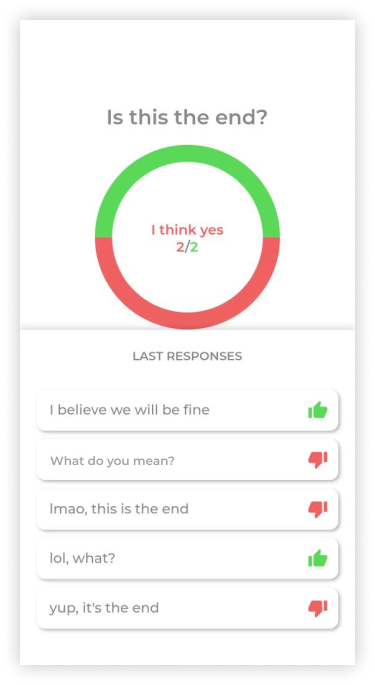 Is this the end?
I think yes
2/2
LAST RESPONSES
I believe we will be fine
What do you mean?
lmao, this is the end
lol, what?
yup, it's the end